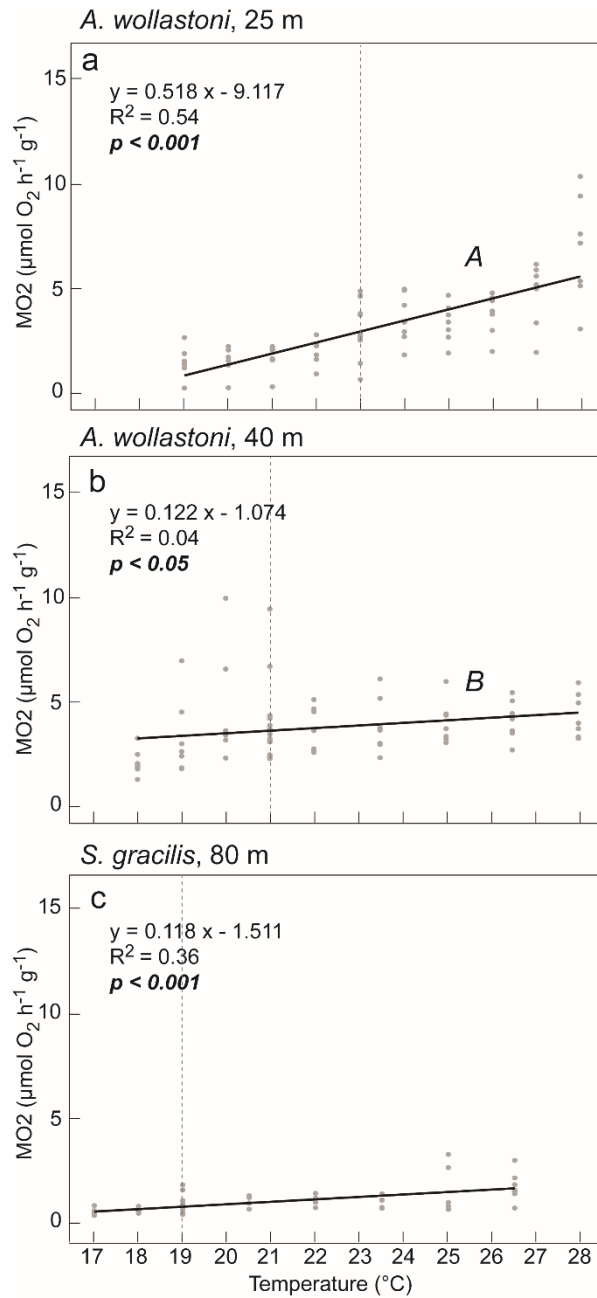 A. wollastoni, 25 m
a
y = 0.518 x - 9.117
R² = 0.54
p < 0.001
A
MO2 (µmol O₂ h⁻¹ g⁻¹)
15
10
5
0
A. wollastoni, 40 m
b
y = 0.122 x - 1.074
R² = 0.04
p < 0.05
B
MO2 (µmol O₂ h⁻¹ g⁻¹)
15
10
5
0
S. gracilis, 80 m
c
y = 0.118 x - 1.511
R² = 0.36
p < 0.001
MO2 (µmol O₂ h⁻¹ g⁻¹)
15
10
5
0
17 18 19 20 21 22 23 24 25 26 27 28
Temperature (°C)